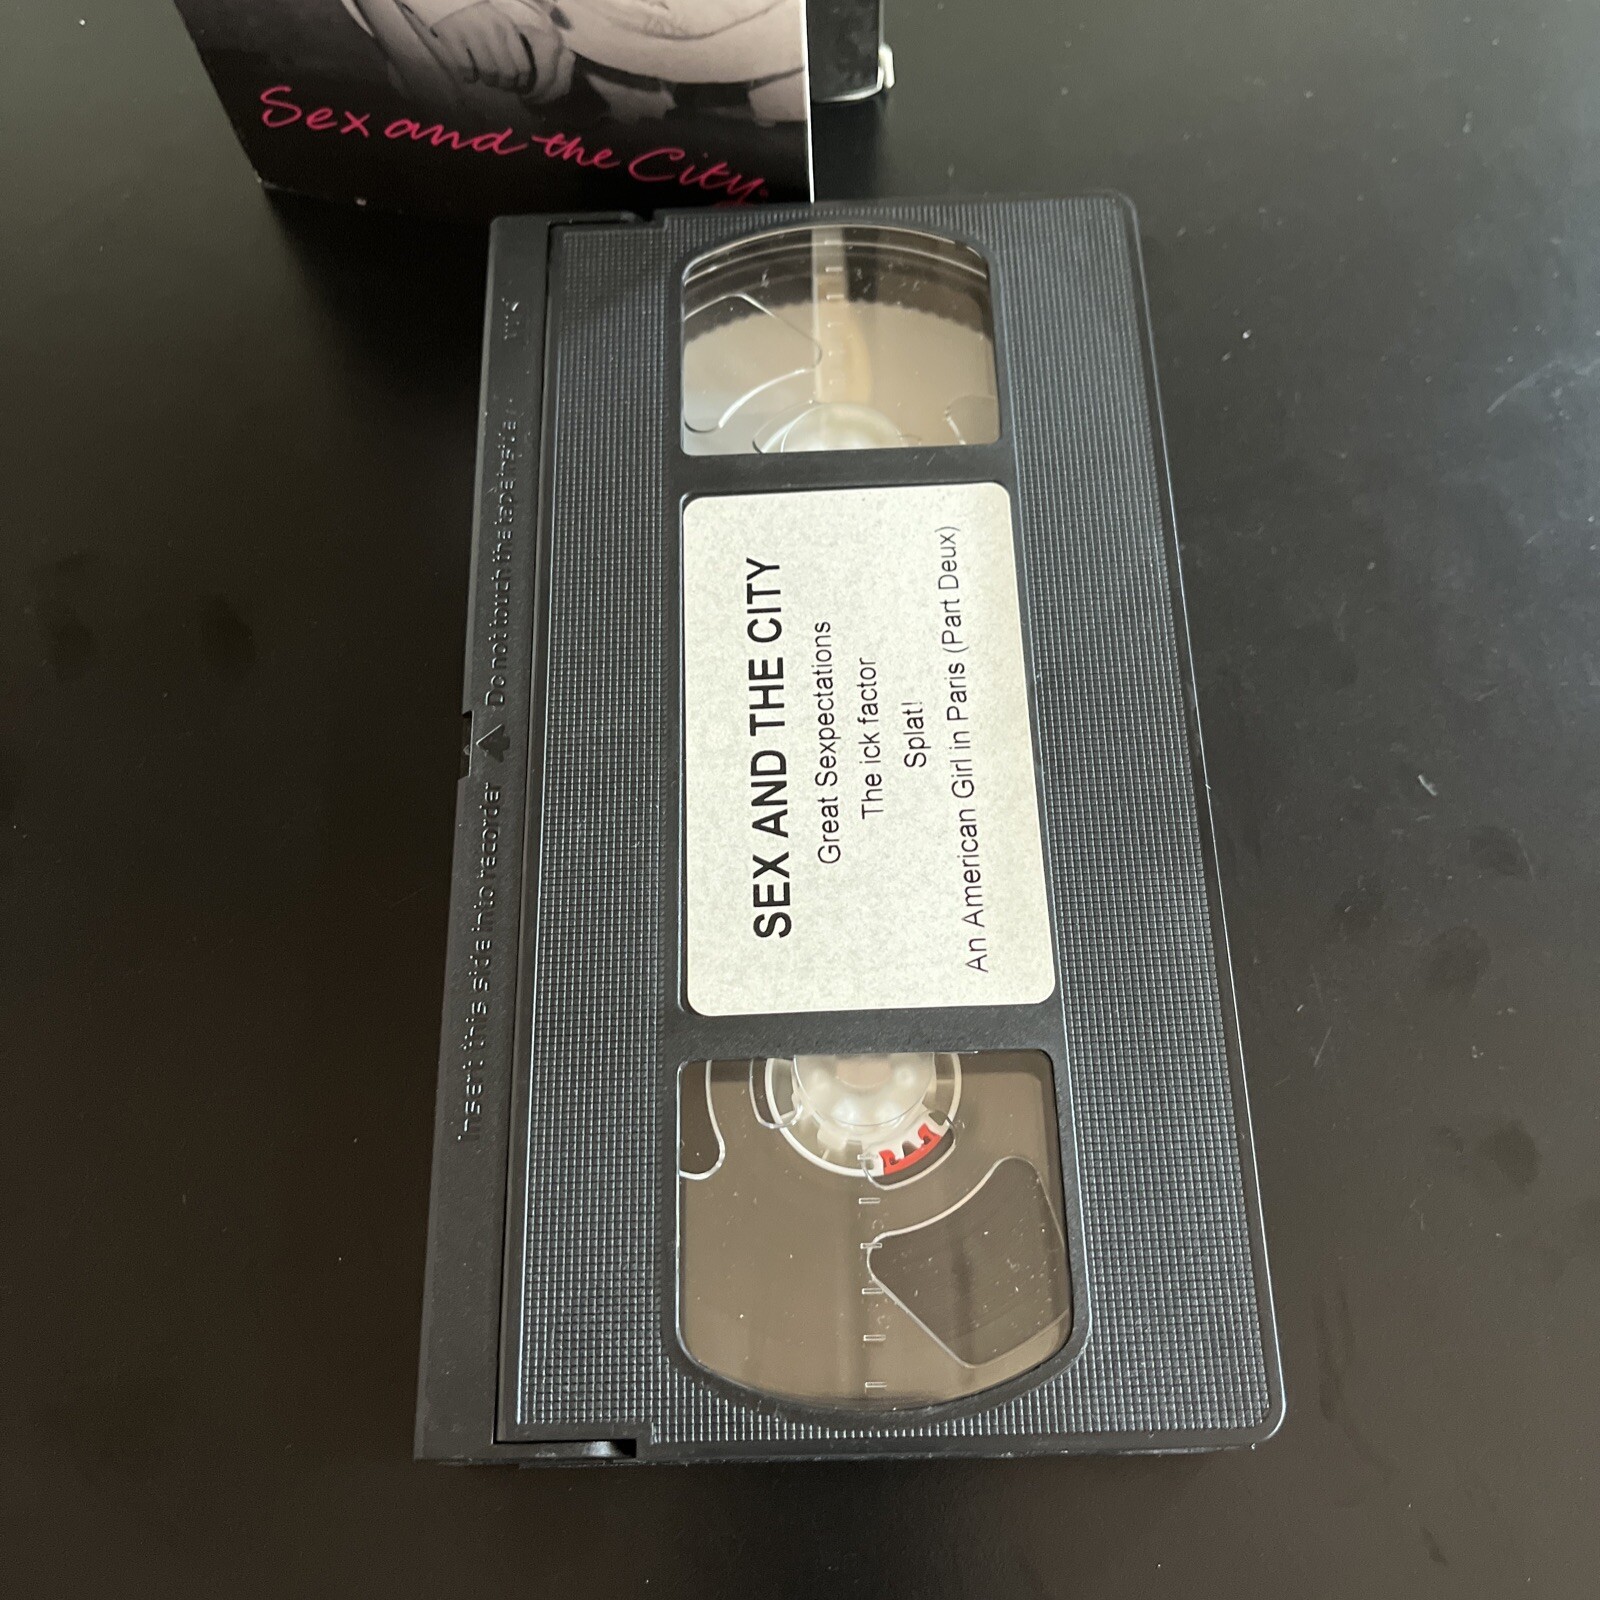 Sex and the City
SEX AND THE CITY
Great Sexpectations
The ick factor
Splat!
An American Girl in Paris (Part Deux)
Insert this side into recorder
Do not touch the tape inside